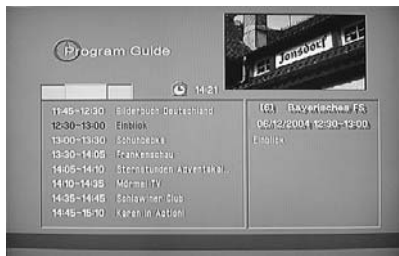 Program Guide
Jonsdorf
14:21
11:45-12:30 Bilderbuch Deutschland
12:30-13:00 Einblick
13:00-13:30
13:30-14:05 Frankenschau
14:05-14:10 Sternstunden Adventskal..
14:10-14:35 Mörmel-TV
14:35-14:45 Schlawiner Club
14:45-15:10 Karen in Action!
(6) Bayerisches FS
06/12/2004 12:30-13:00
Einblick